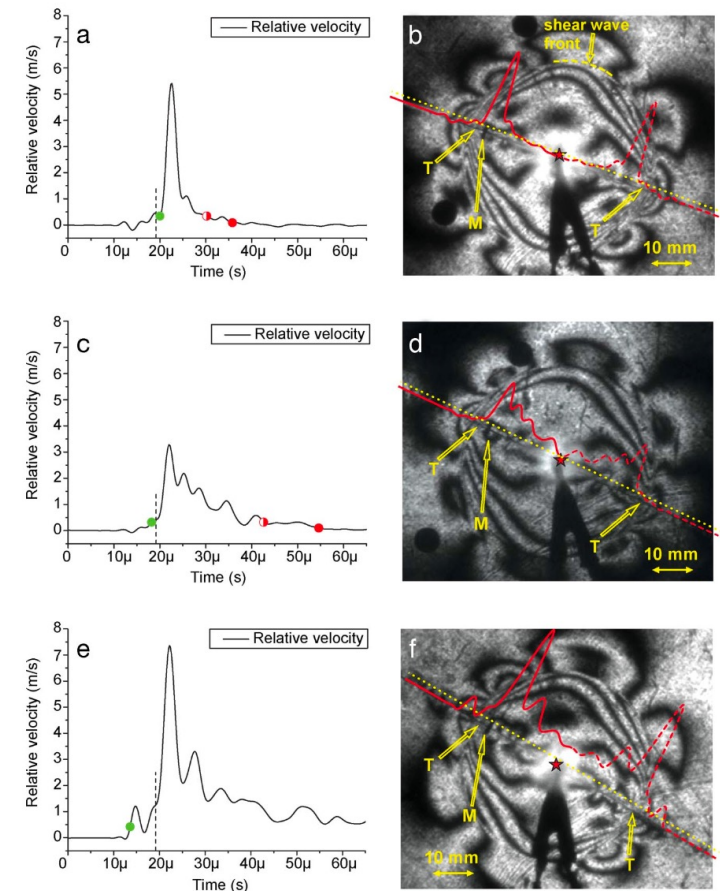 a
Relative velocity
Relative velocity (m/s)
8
7
6
5
4
3
2
1
0
0 10µ 20µ 30µ 40µ 50µ 60µ
Time (s)
b
shear wave
front
T
M
T
10 mm
c
Relative velocity
Relative velocity (m/s)
8
7
6
5
4
3
2
1
0
0 10µ 20µ 30µ 40µ 50µ 60µ
Time (s)
d
T
M
T
10 mm
e
Relative velocity
Relative velocity (m/s)
8
7
6
5
4
3
2
1
0
0 10µ 20µ 30µ 40µ 50µ 60µ
Time (s)
f
T
M
T
10 mm